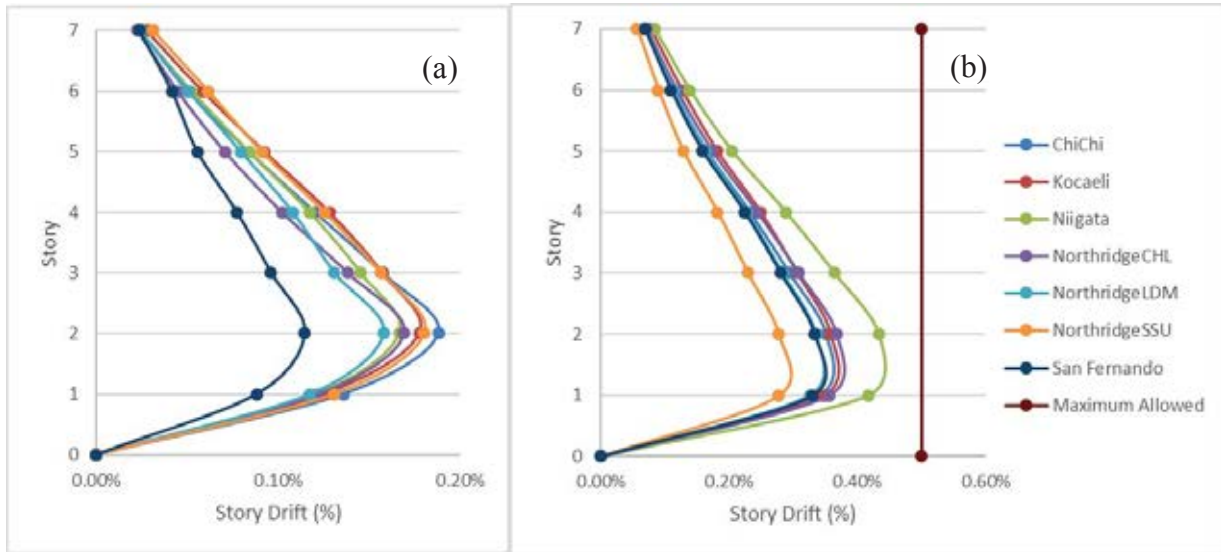 7
6
5
4
3
2
1
0
Story
0.00%
0.10%
0.20%
Story Drift (%)
(a)
7
6
5
4
3
2
1
0
0.00%
0.20%
0.40%
0.60%
Story Drift (%)
(b)
ChiChi
Kocaeli
Niigata
NorthridgeCHL
NorthridgeLDM
NorthridgeSSU
San Fernando
Maximum Allowed